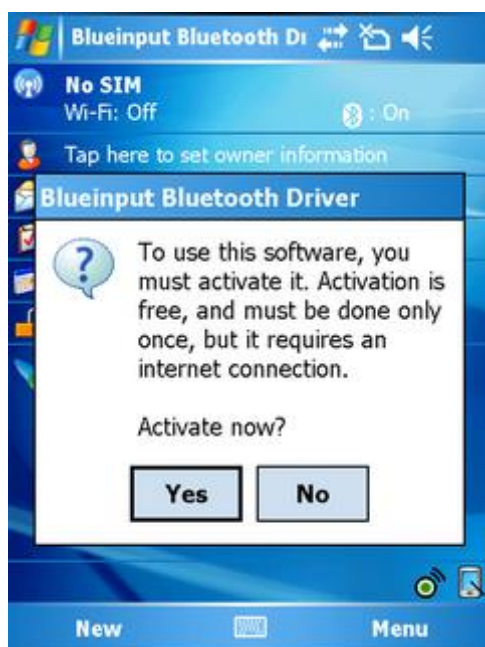 Blueinput Bluetooth Dr
No SIM
Wi-Fi: Off
: On
Tap here to set owner information
Blueinput Bluetooth Driver
?
To use this software, you
must activate it. Activation is
free, and must be done only
once, but it requires an
internet connection.
Activate now?
Yes
No
New
Menu